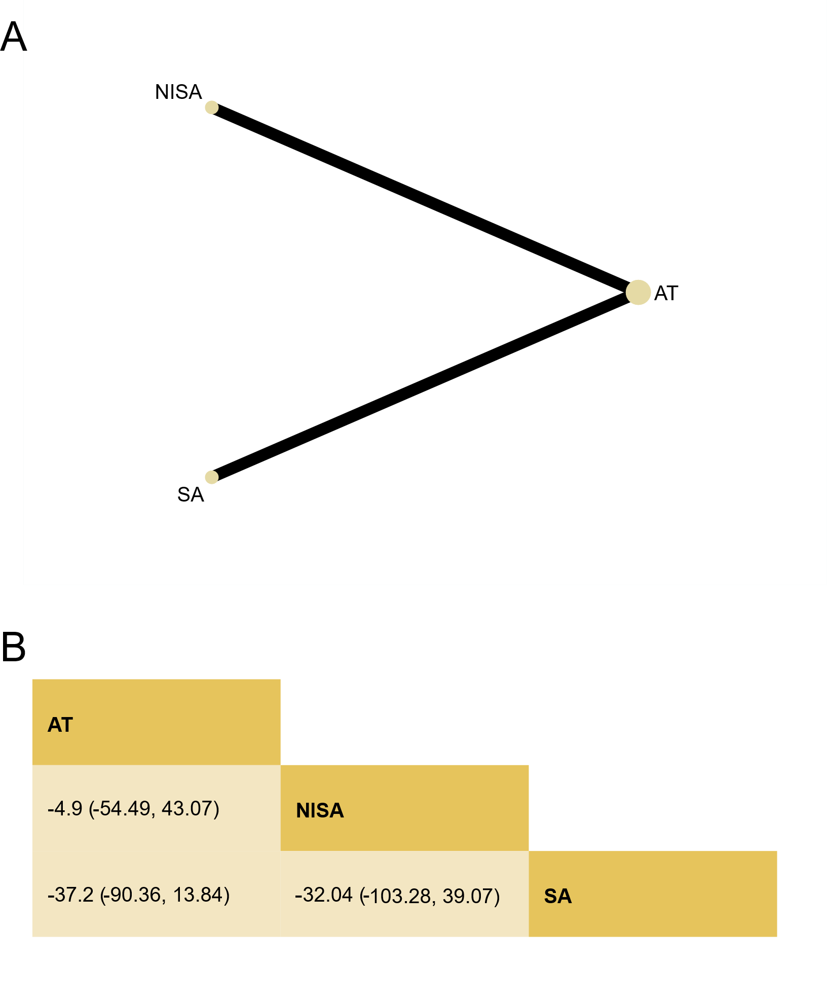 A
NISA
AT
SA
B
AT
-4.9 (-54.49, 43.07)
NISA
-37.2 (-90.36, 13.84)
-32.04 (-103.28, 39.07)
SA